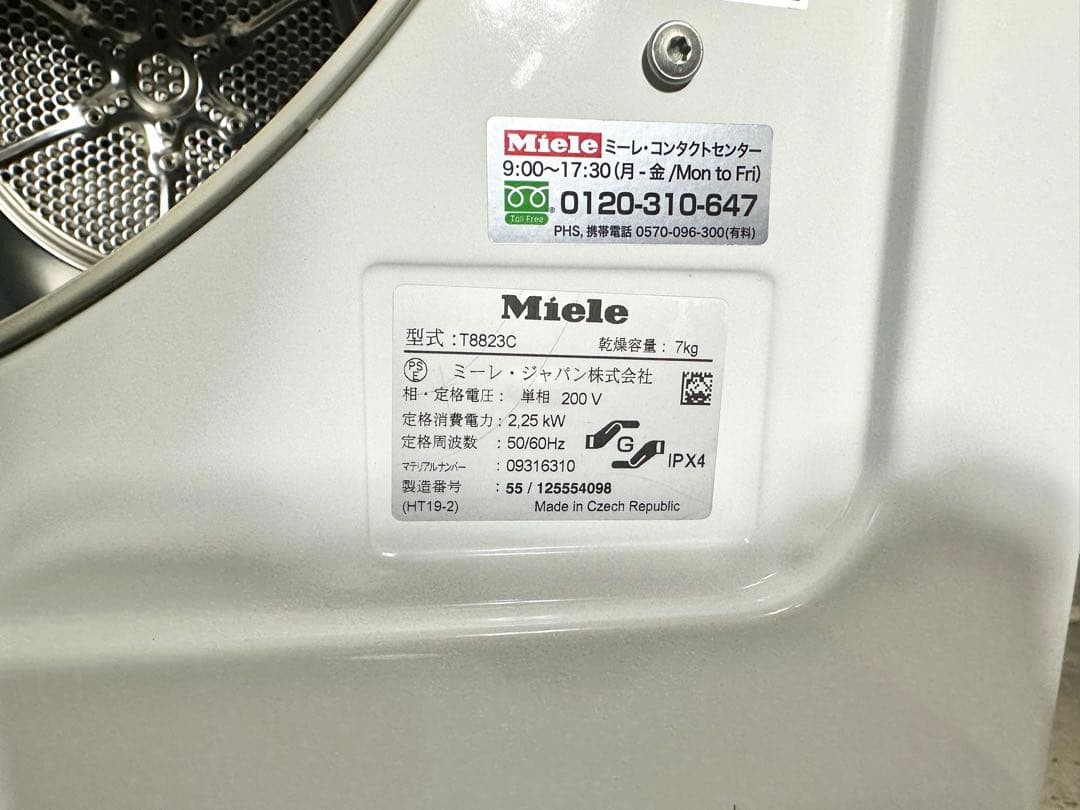 Miele ミーレ・コンタクトセンター
9:00〜17:30(月-金/Mon to Fri)
Toll Free 0120-310-647
PHS, 携帯電話 0570-096-300(有料)
Miele
型式:T8823C 乾燥容量: 7kg
PSE ミーレ・ジャパン株式会社
相・定格電圧: 単相 200 V
定格消費電力: 2,25 kW
定格周波数 : 50/60Hz
G IPX4
マテリアルナンバー : 09316310
製造番号 : 55 / 125554098
(HT19-2) Made in Czech Republic